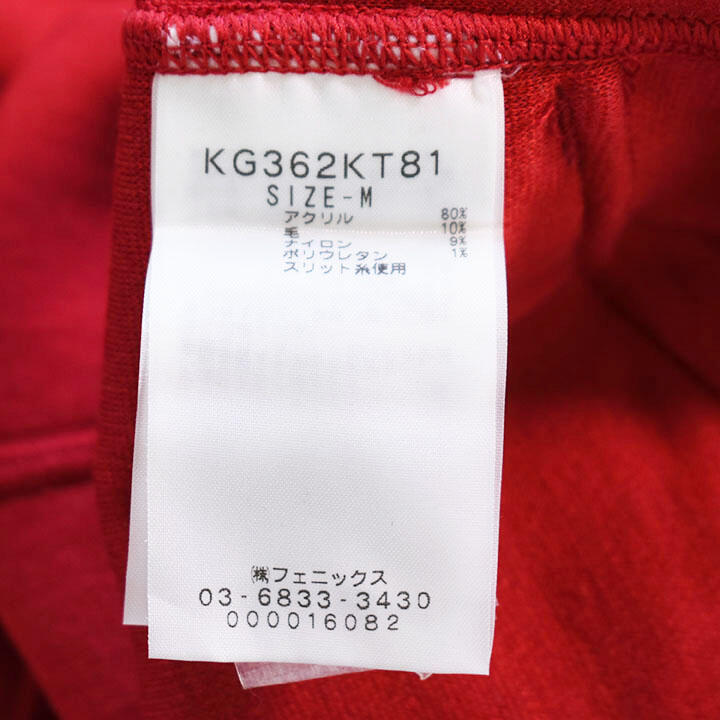 KG362KT81
SIZE-M
アクリル 80%
毛 10%
ナイロン 9%
ポリウレタン 1%
スリット糸使用
㈱フェニックス
03-6833-3430
000016082